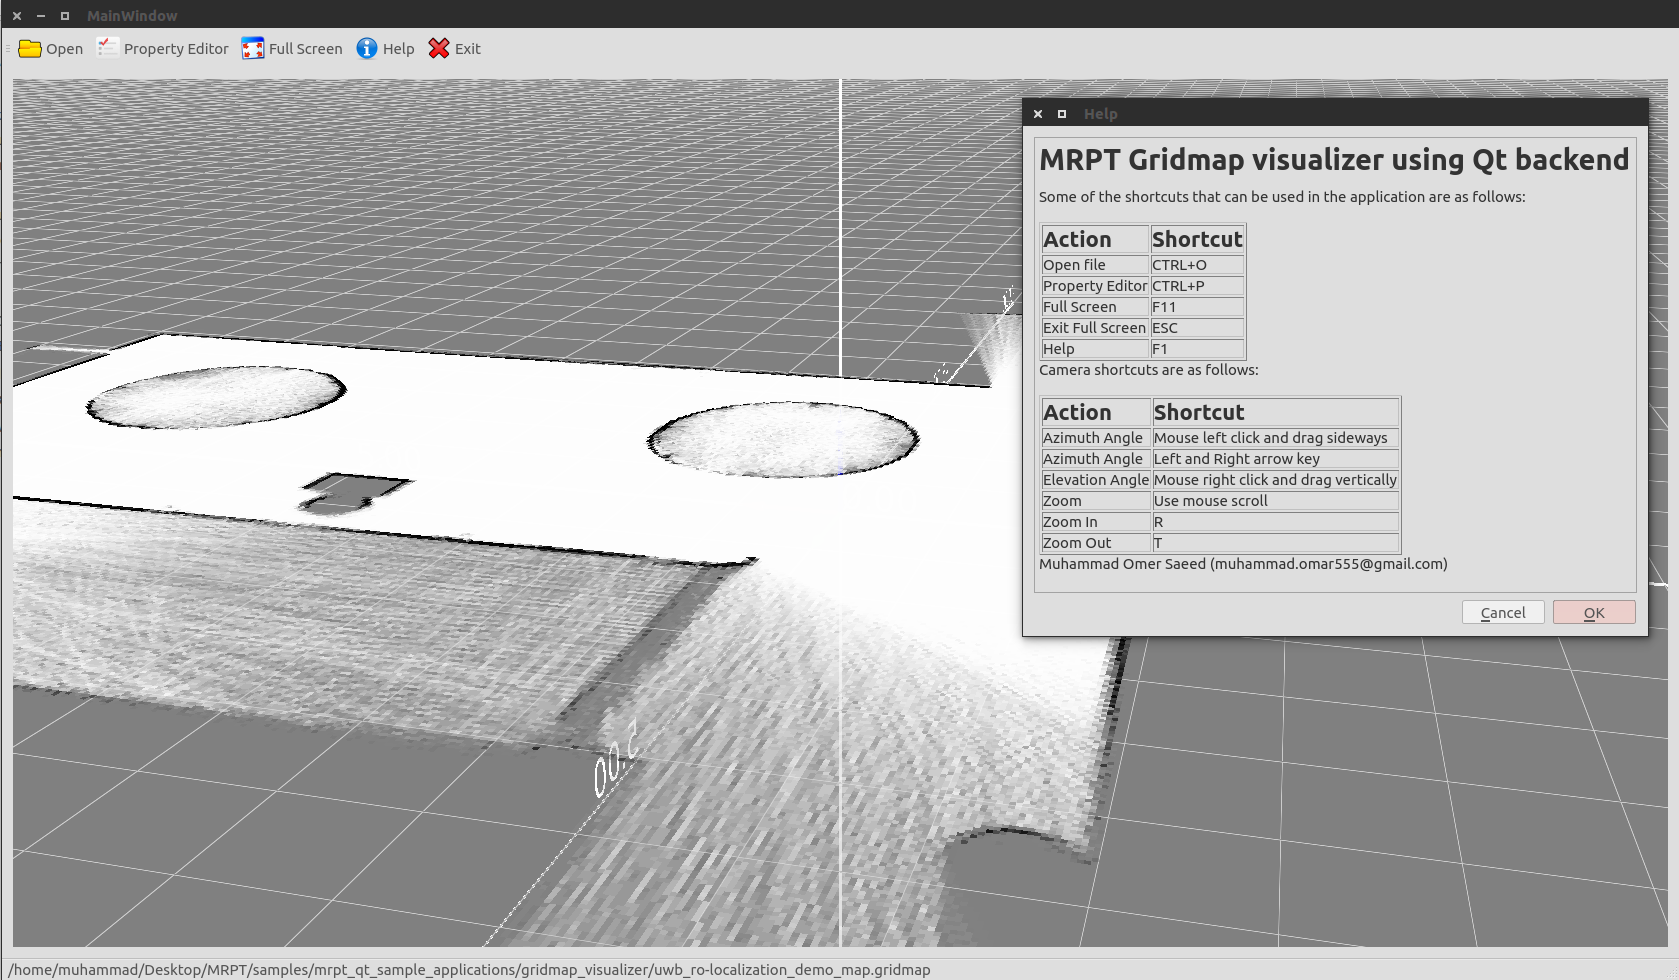 MainWindow
Open Property Editor Full Screen Help Exit
Help
MRPT Gridmap visualizer using Qt backend
Some of the shortcuts that can be used in the application are as follows:
Action Shortcut
Open file CTRL+O
Property Editor CTRL+P
Full Screen F11
Exit Full Screen ESC
Help F1
Camera shortcuts are as follows:
Action Shortcut
Azimuth Angle Mouse left click and drag sideways
Azimuth Angle Left and Right arrow key
Elevation Angle Mouse right click and drag vertically
Zoom Use mouse scroll
Zoom In R
Zoom Out T
Muhammad Omer Saeed (muhammad.omar555@gmail.com)
Cancel OK
5.00
/home/muhammad/Desktop/MRPT/samples/mrpt_qt_sample_applications/gridmap_visualizer/uwb_ro-localization_demo_map.gridmap